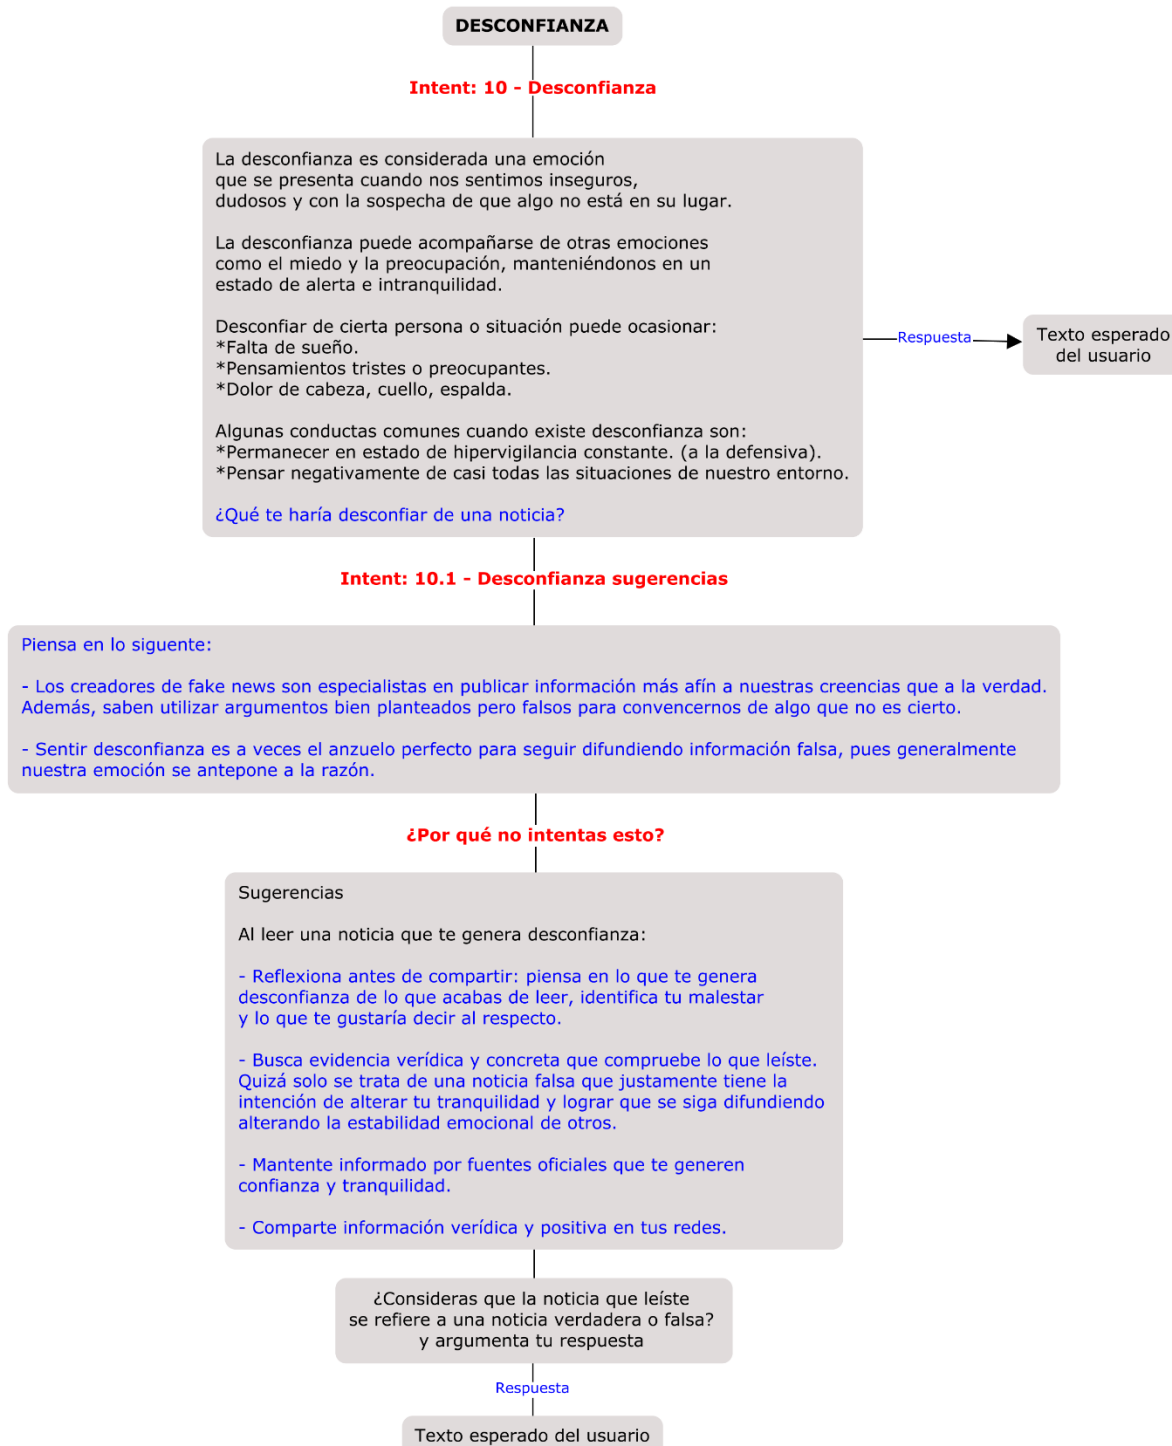 DESCONFIANZA
Intent: 10 - Desconfianza
La desconfianza es considerada una emoción
que se presenta cuando nos sentimos inseguros,
dudosos y con la sospecha de que algo no está en su lugar.
La desconfianza puede acompañarse de otras emociones
como el miedo y la preocupación, manteniéndonos en un
estado de alerta e intranquilidad.
Desconfiar de cierta persona o situación puede ocasionar:
*Falta de sueño.
*Pensamientos tristes o preocupantes.
*Dolor de cabeza, cuello, espalda.
Algunas conductas comunes cuando existe desconfianza son:
*Permanecer en estado de hipervigilancia constante. (a la defensiva).
*Pensar negativamente de casi todas las situaciones de nuestro entorno.
¿Qué te haría desconfiar de una noticia?
Respuesta
Texto esperado
del usuario
Intent: 10.1 - Desconfianza sugerencias
Piensa en lo siguente:
- Los creadores de fake news son especialistas en publicar información más afín a nuestras creencias que a la verdad.
Además, saben utilizar argumentos bien planteados pero falsos para convencernos de algo que no es cierto.
- Sentir desconfianza es a veces el anzuelo perfecto para seguir difundiendo información falsa, pues generalmente
nuestra emoción se antepone a la razón.
¿Por qué no intentas esto?
Sugerencias
Al leer una noticia que te genera desconfianza:
- Reflexiona antes de compartir: piensa en lo que te genera
desconfianza de lo que acabas de leer, identifica tu malestar
y lo que te gustaría decir al respecto.
- Busca evidencia verídica y concreta que compruebe lo que leíste.
Quizá solo se trata de una noticia falsa que justamente tiene la
intención de alterar tu tranquilidad y lograr que se siga difundiendo
alterando la estabilidad emocional de otros.
- Mantente informado por fuentes oficiales que te generen
confianza y tranquilidad.
- Comparte información verídica y positiva en tus redes.
¿Consideras que la noticia que leíste
se refiere a una noticia verdadera o falsa?
y argumenta tu respuesta
Respuesta
Texto esperado del usuario